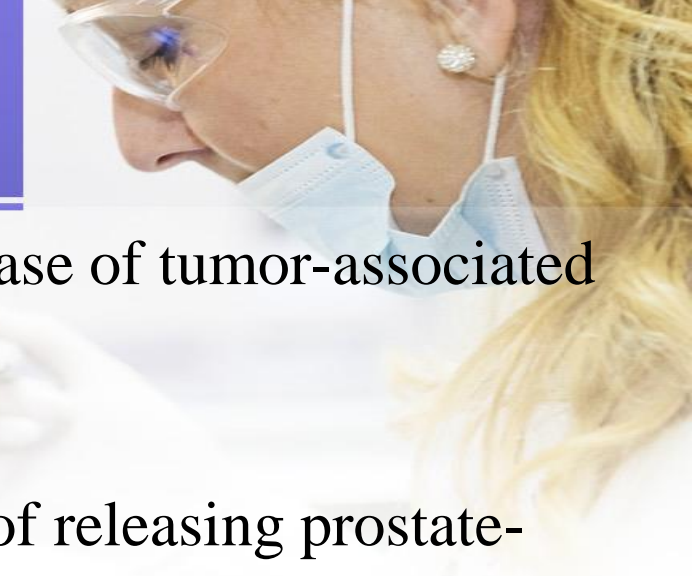 ase of tumor-associated
of releasing prostate-